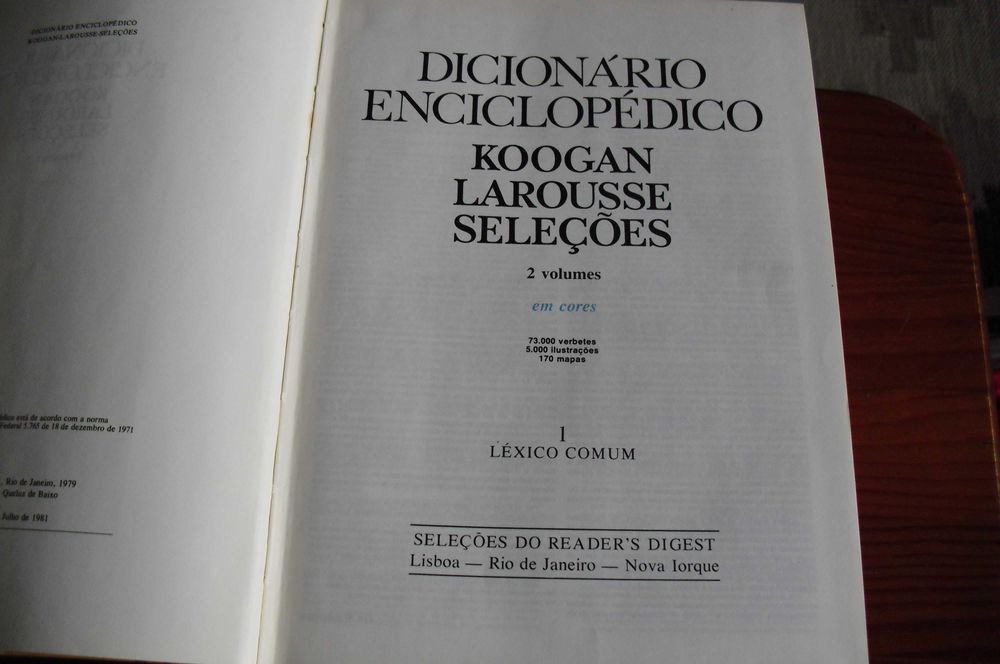 DICIONÁRIO ENCICLOPÉDICO
KOOGAN-LAROUSSE-SELEÇÕES
está de acordo com a norma
Federal 5.765 de 18 de dezembro de 1971
, Rio de Janeiro, 1979
Queluz de Baixo
Julho de 1981
DICIONÁRIO
ENCICLOPÉDICO
KOOGAN
LAROUSSE
SELEÇÕES
2 volumes
em cores
73.000 verbetes
5.000 ilustrações
170 mapas
1
LÉXICO COMUM
SELEÇÕES DO READER'S DIGEST
Lisboa — Rio de Janeiro — Nova Iorque